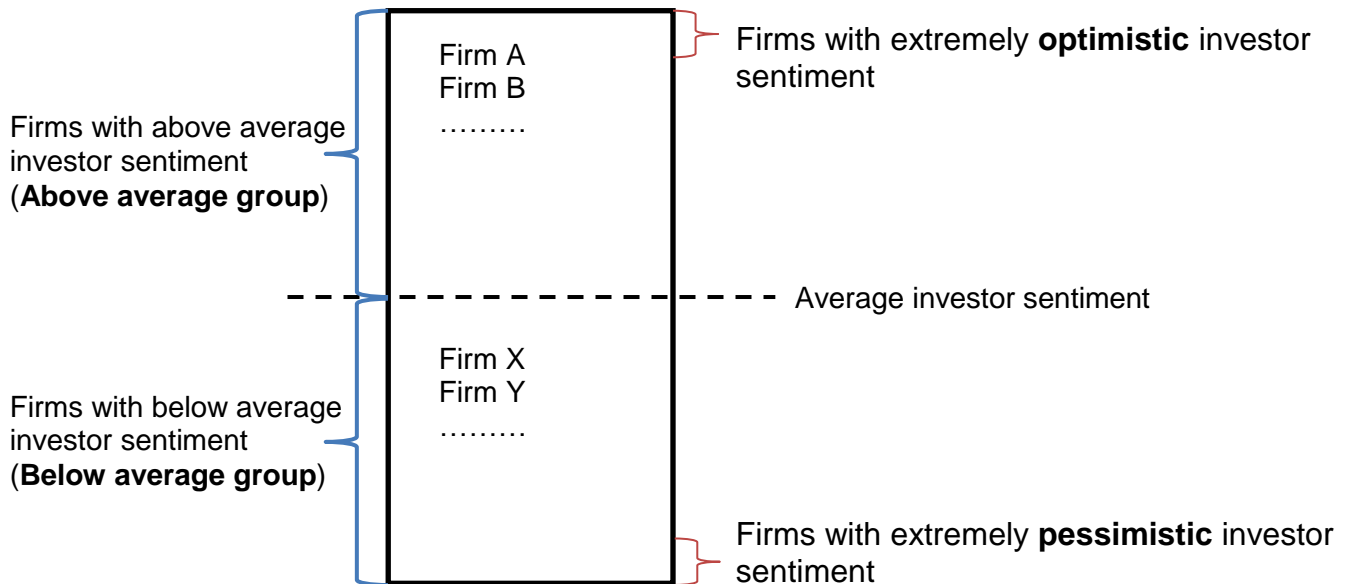 Firms with extremely optimistic investor
sentiment
Firm A
Firm B
.........
Firms with above average
investor sentiment
(Above average group)
Average investor sentiment
Firm X
Firm Y
.........
Firms with below average
investor sentiment
(Below average group)
Firms with extremely pessimistic investor
sentiment